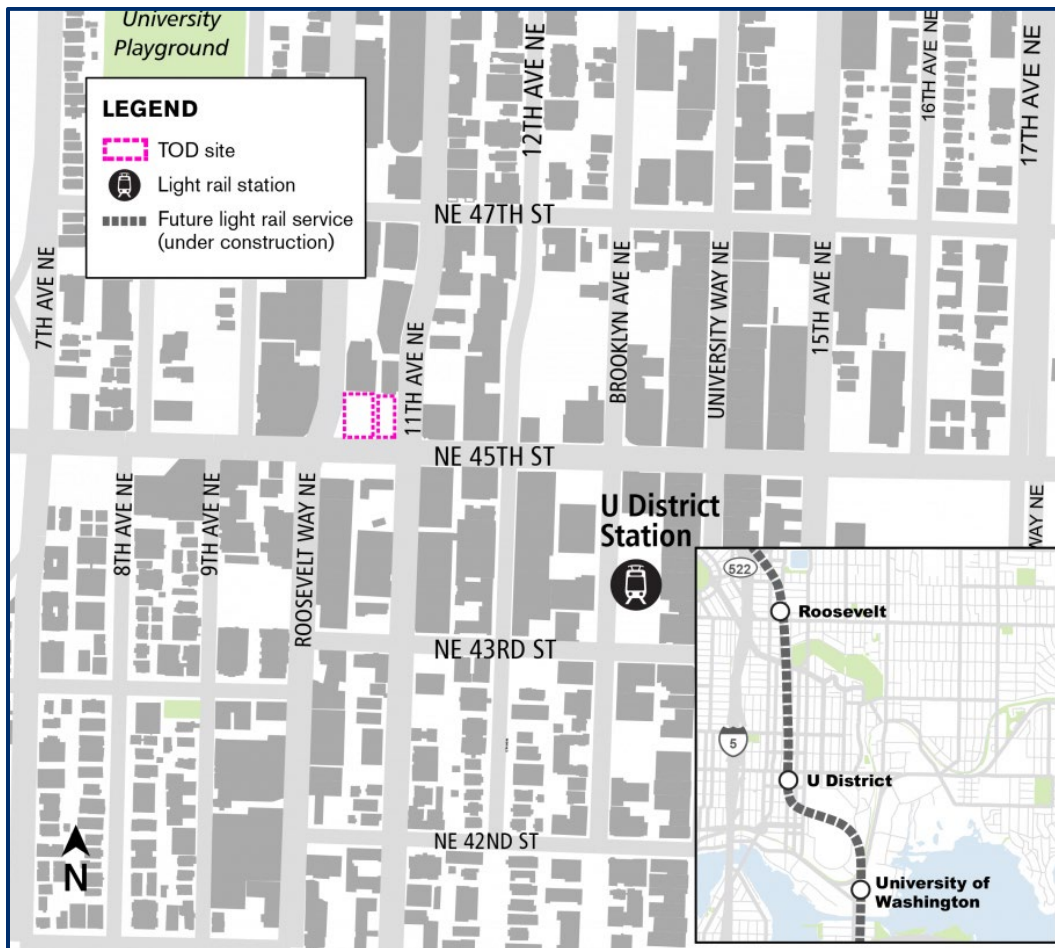 University
Playground
LEGEND
TOD site
Light rail station
Future light rail service
(under construction)
12TH AVE NE
16TH AVE NE
17TH AVE NE
NE 47TH ST
7TH AVE NE
11TH AVE NE
BROOKLYN AVE NE
UNIVERSITY WAY NE
15TH AVE NE
NE 45TH ST
8TH AVE NE
9TH AVE NE
ROOSEVELT WAY NE
U District
Station
WAY NE
NE 43RD ST
NE 42ND ST
N
522
Roosevelt
5
U District
University of
Washington